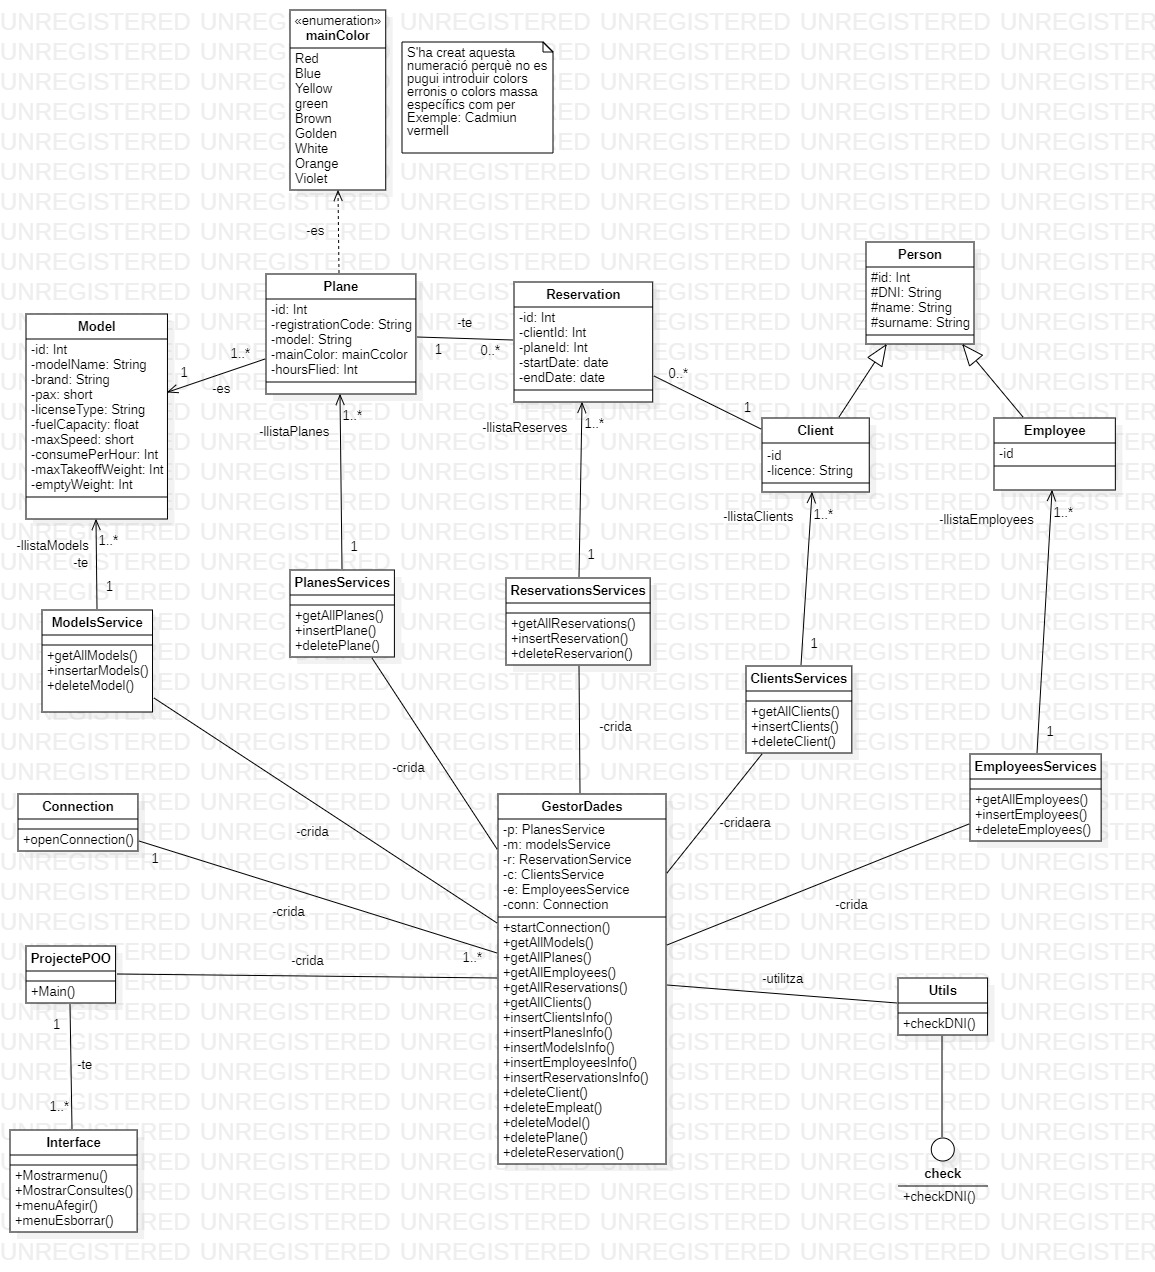 «enumeration»
mainColor
Red
Blue
Yellow
green
Brown
Golden
White
Orange
Violet
S'ha creat aquesta
numeració perquè no es
pugui introduir colors
erronis o colors massa
específics com per
Exemple: Cadmiun
vermell
-es
Person
#id: Int
#DNI: String
#name: String
#surname: String
Plane
-id: Int
-registrationCode: String
-model: String
-mainColor: mainCcolor
-hoursFlied: Int
-te
1
0..*
Reservation
-id: Int
-clientId: Int
-planeId: Int
-startDate: date
-endDate: date
Model
-id: Int
-modelName: String
-brand: String
-pax: short
-licenseType: String
-fuelCapacity: float
-maxSpeed: short
-consumePerHour: Int
-maxTakeoffWeight: Int
-emptyWeight: Int
1..*
1
-es
0..*
1
Client
-id
-licence: String
Employee
-id
-llistaPlanes
1..*
1
-llistaReserves
1..*
1
-llistaClients
1..*
1
-llistaEmployees
1..*
1
-llistaModels
1..*
-te
1
PlanesServices
+getAllPlanes()
+insertPlane()
+deletePlane()
ReservationsServices
+getAllReservations()
+insertReservation()
+deleteReservarion()
ModelsService
+getAllModels()
+insertarModels()
+deleteModel()
ClientsServices
+getAllClients()
+insertClients()
+deleteClient()
EmployeesServices
+getAllEmployees()
+insertEmployees()
+deleteEmployees()
-crida
-crida
-crida
-cridaera
-crida
Connection
+openConnection()
1
-crida
1..*
GestorDades
-p: PlanesService
-m: modelsService
-r: ReservationService
-c: ClientsService
-e: EmployeesService
-conn: Connection
+startConnection()
+getAllModels()
+getAllPlanes()
+getAllEmployees()
+getAllReservations()
+getAllClients()
+insertClientsInfo()
+insertPlanesInfo()
+insertModelsInfo()
+insertEmployeesInfo()
+insertReservationsInfo()
+deleteClient()
+deleteEmpleat()
+deleteModel()
+deletePlane()
+deleteReservation()
ProjectePOO
+Main()
-crida
1
-te
1..*
Interface
+Mostrarmenu()
+MostrarConsultes()
+menuAfegir()
+menuEsborrar()
-utilitza
Utils
+checkDNI()
check
+checkDNI()
UNREGISTERED